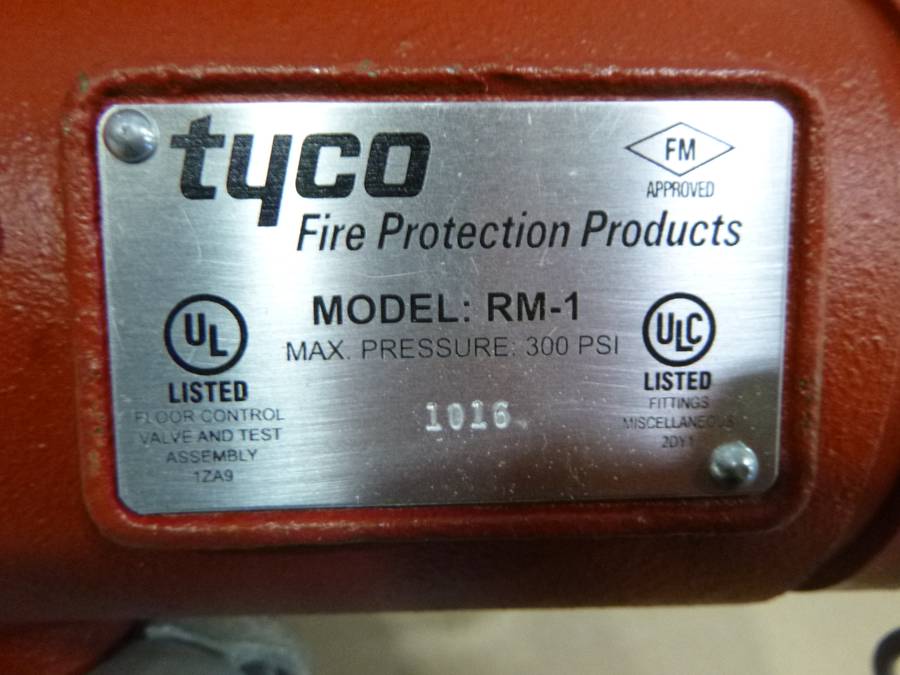 tyco
Fire Protection Products
FM
APPROVED
MODEL: RM-1
MAX. PRESSURE: 300 PSI
1016
UL
LISTED
FLOOR CONTROL
VALVE AND TEST
ASSEMBLY
1ZA9
ULC
LISTED
FITTINGS
MISCELLANEOUS
2DY1